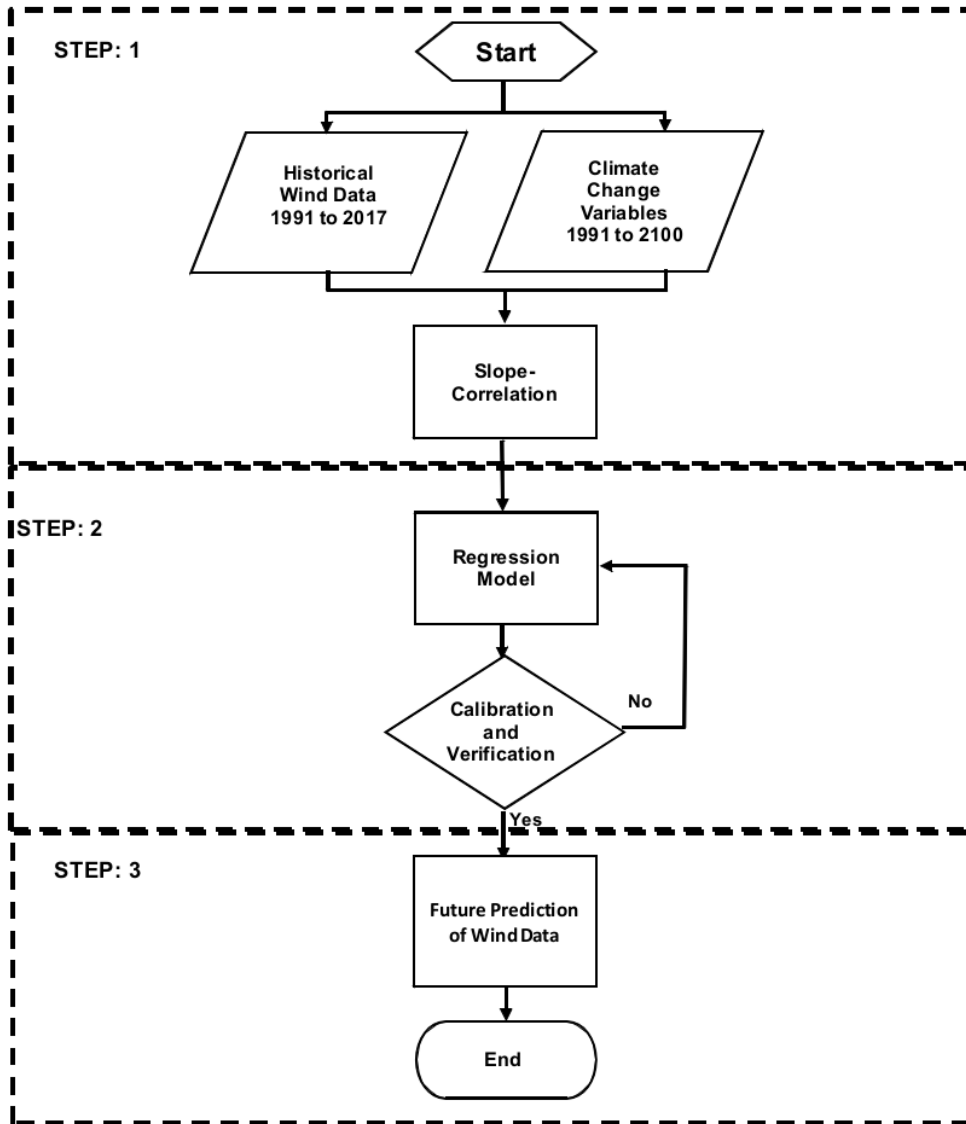 STEP: 1
Start
Historical
Wind Data
1991 to 2017
Climate
Change
Variables
1991 to 2100
Slope-
Correlation
STEP: 2
Regression
Model
Calibration
and
Verification
No
Yes
STEP: 3
Future Prediction
of Wind Data
End